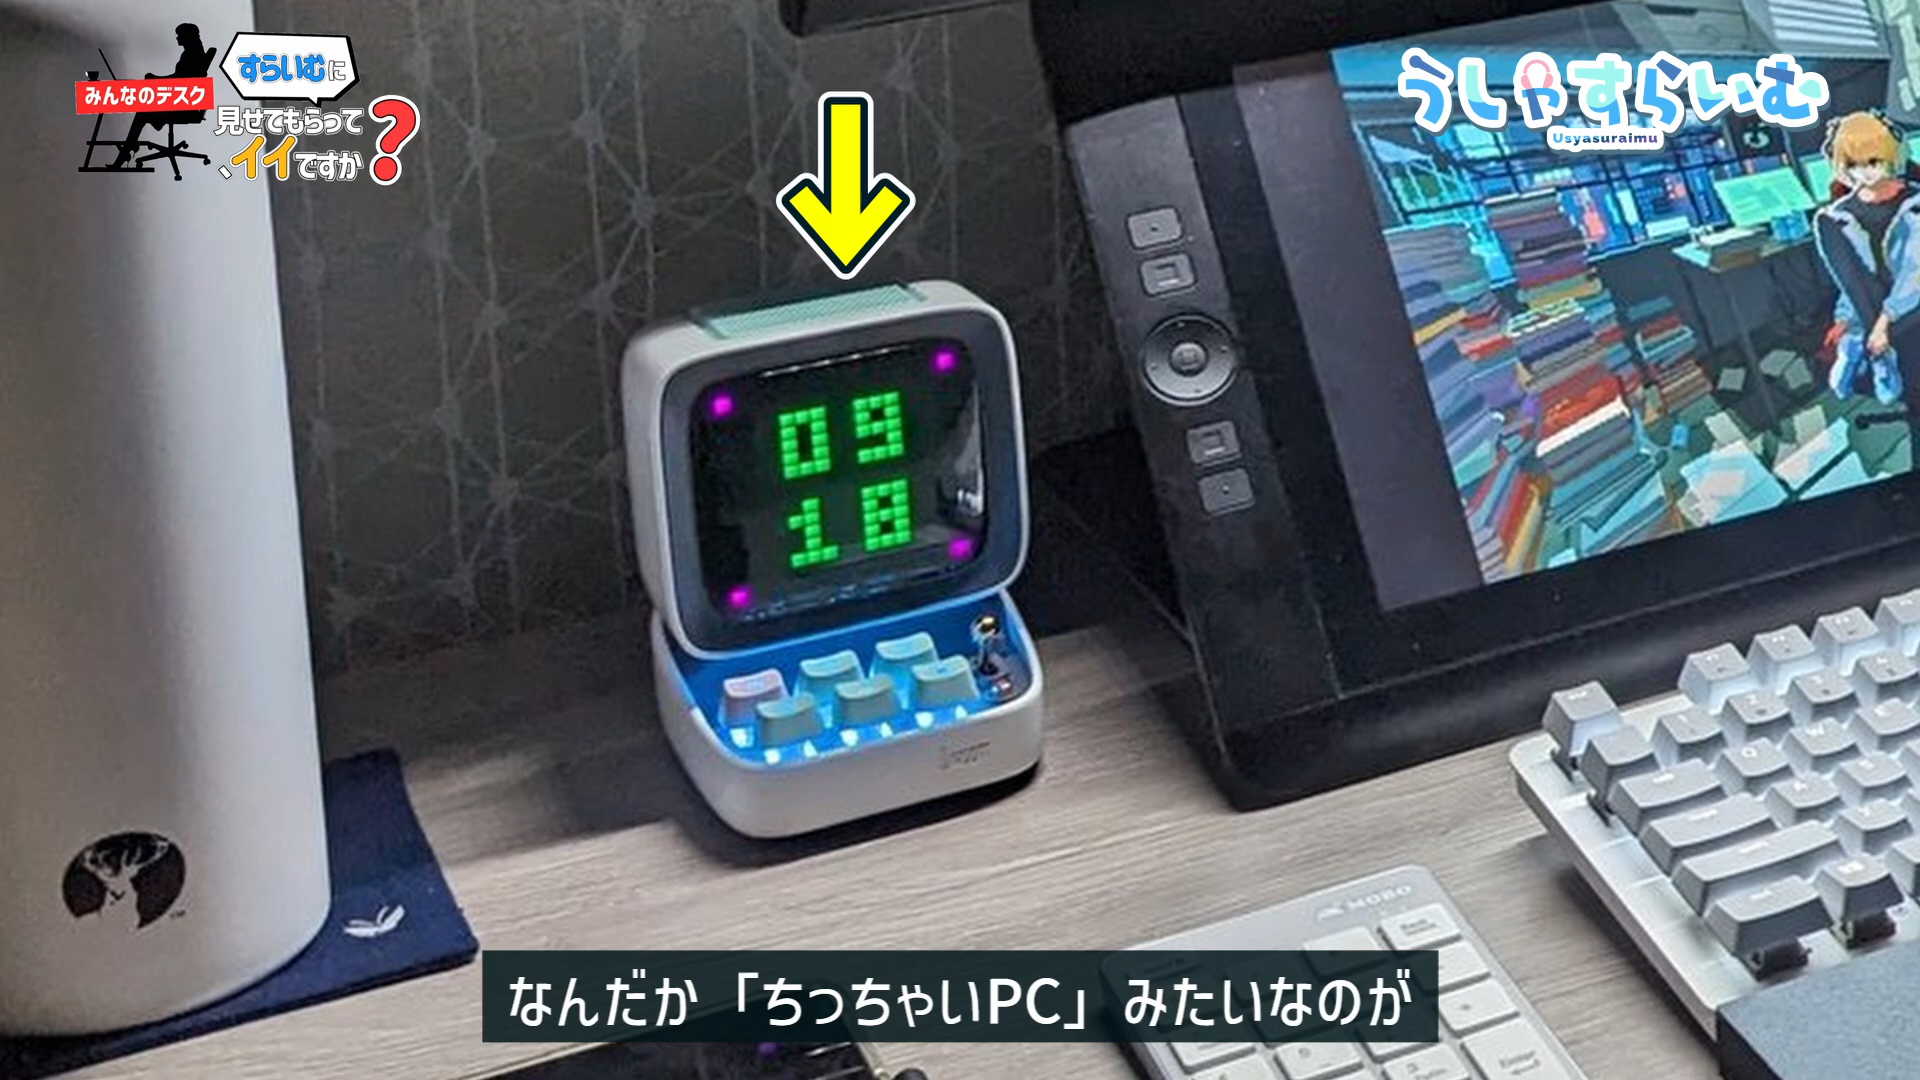 みんなのデスク
すらいむに
見せてもらって
、イイですか？
うしゃすらいむ
Usyasuraimu
09
18
MOBO
なんだか「ちっちゃいPC」みたいなのが